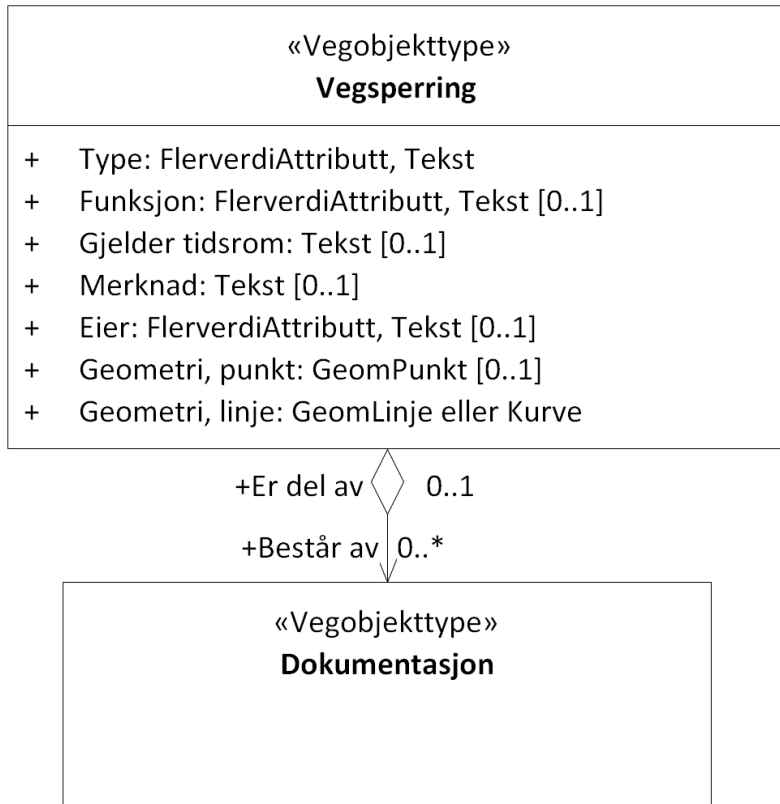 «Vegobjekttype»
Vegsperring
+ Type: FlerverdiAttributt, Tekst
+ Funksjon: FlerverdiAttributt, Tekst [0..1]
+ Gjelder tidsrom: Tekst [0..1]
+ Merknad: Tekst [0..1]
+ Eier: FlerverdiAttributt, Tekst [0..1]
+ Geometri, punkt: GeomPunkt [0..1]
+ Geometri, linje: GeomLinje eller Kurve
+Er del av 0..1
+Består av 0..*
«Vegobjekttype»
Dokumentasjon